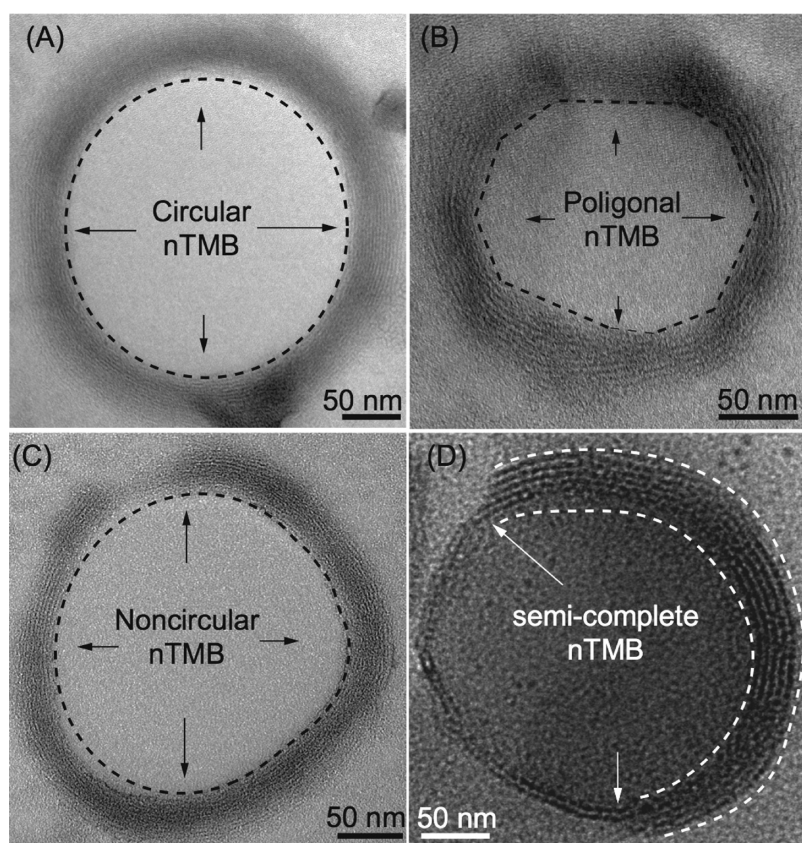 (A)
Circular
nTMB
50 nm
(B)
Poligonal
nTMB
50 nm
(C)
Noncircular
nTMB
50 nm
(D)
semi-complete
nTMB
50 nm